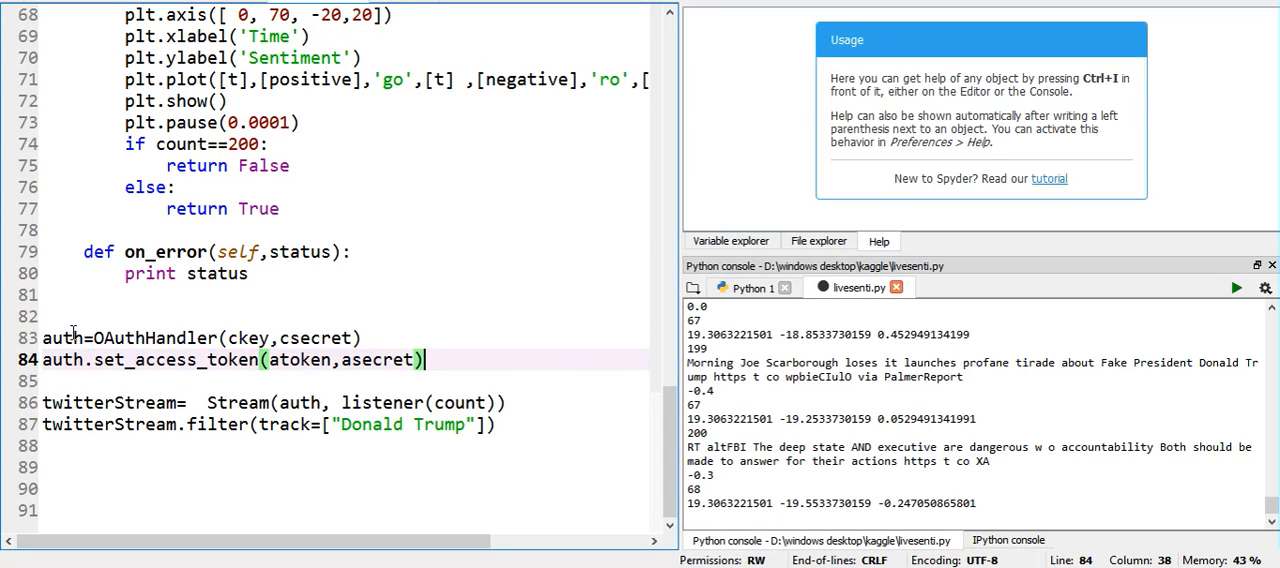 68 plt.axis([ 0, 70, -20,20])
69 plt.xlabel('Time')
70 plt.ylabel('Sentiment')
71 plt.plot([t],[positive],'go',[t] ,[negative],'ro',[
72 plt.show()
73 plt.pause(0.0001)
74 if count==200:
75 return False
76 else:
77 return True
78
79 def on_error(self,status):
80 print status
81
82
83 auth=OAuthHandler(ckey,csecret)
84 auth.set_access_token(atoken,asecret)
85
86 twitterStream=  Stream(auth, listener(count))
87 twitterStream.filter(track=["Donald Trump"])
88
89
90
91
Usage
Here you can get help of any object by pressing Ctrl+I in
front of it, either on the Editor or the Console.
Help can also be shown automatically after writing a left
parenthesis next to an object. You can activate this
behavior in Preferences > Help.
New to Spyder? Read our tutorial
Variable explorer File explorer Help
Python console - D:\windows desktop\kaggle\livesenti.py
Python 1 livesenti.py
0.0
67
19.3063221501 -18.8533730159 0.452949134199
199
Morning Joe Scarborough loses it launches profane tirade about Fake President Donald Tr
ump https t co wpbieCIulO via PalmerReport
-0.4
67
19.3063221501 -19.2533730159 0.0529491341991
200
RT altFBI The deep state AND executive are dangerous w o accountability Both should be
made to answer for their actions https t co XA
-0.3
68
19.3063221501 -19.5533730159 -0.247050865801
Python console - D:\windows desktop\kaggle\livesenti.py IPython console
Permissions: RW End-of-lines: CRLF Encoding: UTF-8 Line: 84 Column: 38 Memory: 43 %